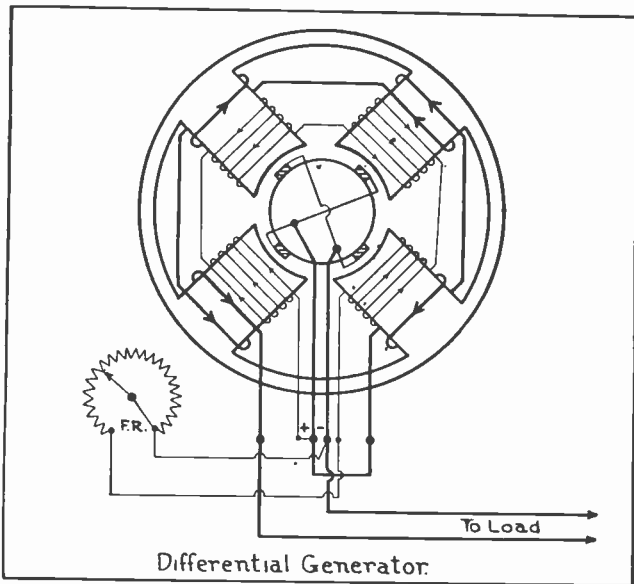 F.R.
+ -
To Load
Differential Generator.